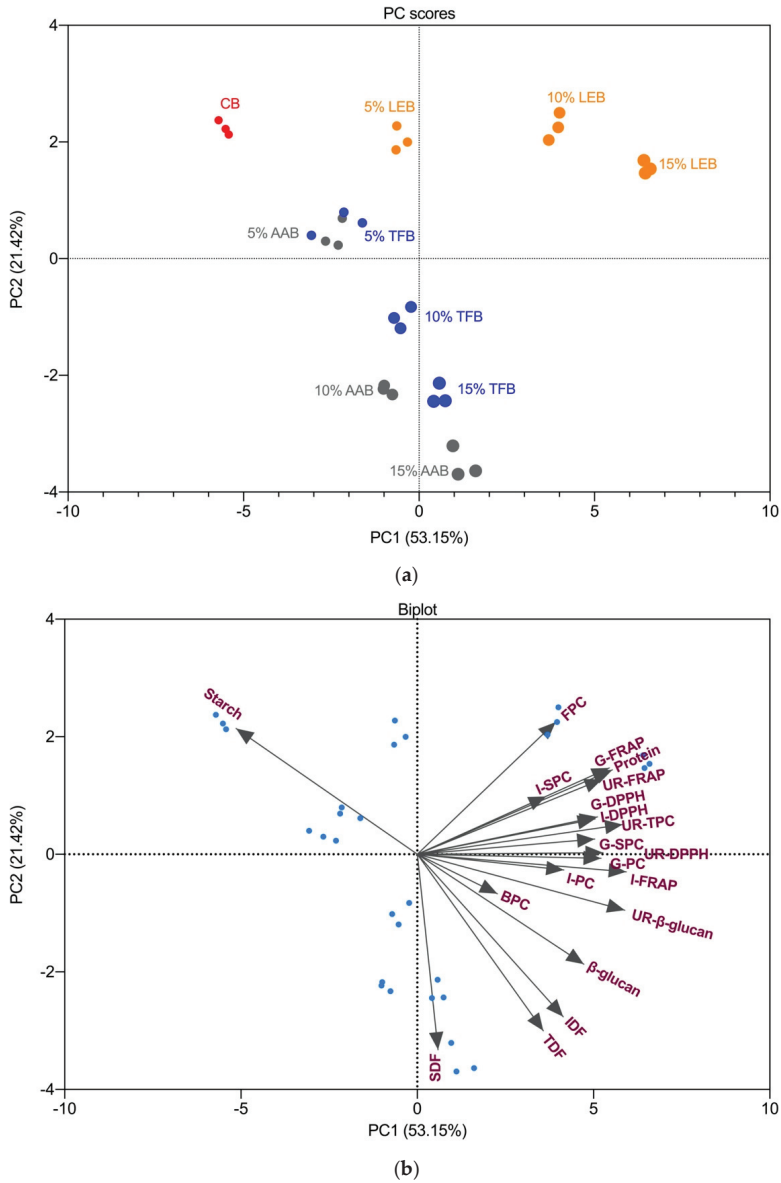 PC scores
4
CB
5% LEB
10% LEB
2
15% LEB
5% AAB
5% TFB
0
10% TFB
-2
10% AAB
15% TFB
15% AAB
-4
-10
-5
0
5
10
PC2 (21.42%)
PC1 (53.15%)
(a)
Biplot
4
Starch
FPC
2
G-FRAP
Protein
UR-FRAP
I-SPC
G-DPPH
I-DPPH
UR-TPC
G-SPC
UR-DPPH
0
G-PC
I-PC
I-FRAP
BPC
UR-β-glucan
β-glucan
-2
IDF
TDF
SDF
-4
-10
-5
0
5
10
PC2 (21.42%)
PC1 (53.15%)
(b)